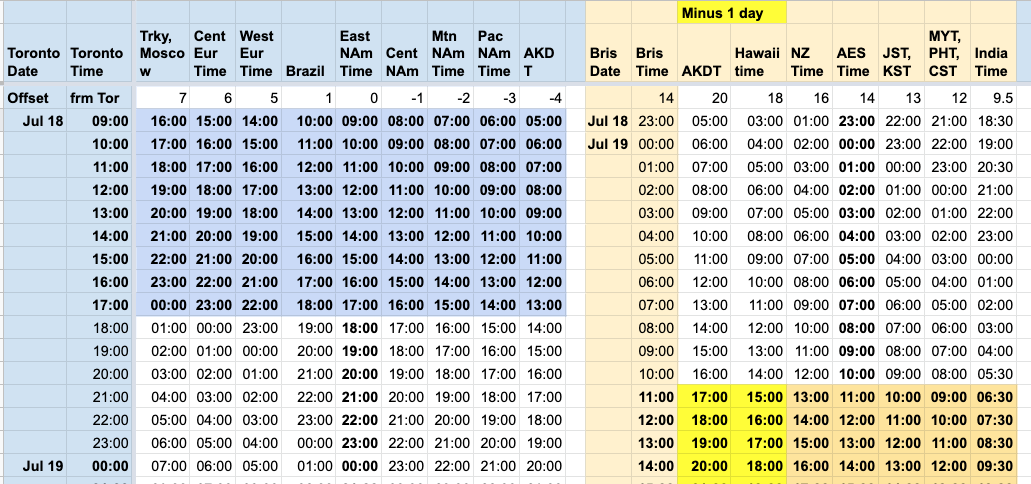 Minus 1 day
Toronto Date Toronto Time Trky, Mosco w Cent Eur Time West Eur Time Brazil East NAm Time Cent NAm Mtn NAm Time Pac NAm Time AKD T Bris Date Bris Time AKDT Hawaii time NZ Time AES Time JST, KST MYT, PHT, CST India Time
Offset frm Tor 7 6 5 1 0 -1 -2 -3 -4 14 20 18 16 14 13 12 9.5
Jul 18 09:00 16:00 15:00 14:00 10:00 09:00 08:00 07:00 06:00 05:00 Jul 18 23:00 05:00 03:00 01:00 23:00 22:00 21:00 18:30
10:00 17:00 16:00 15:00 11:00 10:00 09:00 08:00 07:00 06:00 Jul 19 00:00 06:00 04:00 02:00 00:00 23:00 22:00 19:00
11:00 18:00 17:00 16:00 12:00 11:00 10:00 09:00 08:00 07:00 01:00 07:00 05:00 03:00 01:00 00:00 23:00 20:30
12:00 19:00 18:00 17:00 13:00 12:00 11:00 10:00 09:00 08:00 02:00 08:00 06:00 04:00 02:00 01:00 00:00 21:00
13:00 20:00 19:00 18:00 14:00 13:00 12:00 11:00 10:00 09:00 03:00 09:00 07:00 05:00 03:00 02:00 01:00 22:00
14:00 21:00 20:00 19:00 15:00 14:00 13:00 12:00 11:00 10:00 04:00 10:00 08:00 06:00 04:00 03:00 02:00 23:00
15:00 22:00 21:00 20:00 16:00 15:00 14:00 13:00 12:00 11:00 05:00 11:00 09:00 07:00 05:00 04:00 03:00 00:00
16:00 23:00 22:00 21:00 17:00 16:00 15:00 14:00 13:00 12:00 06:00 12:00 10:00 08:00 06:00 05:00 04:00 01:00
17:00 00:00 23:00 22:00 18:00 17:00 16:00 15:00 14:00 13:00 07:00 13:00 11:00 09:00 07:00 06:00 05:00 02:00
18:00 01:00 00:00 23:00 19:00 18:00 17:00 16:00 15:00 14:00 08:00 14:00 12:00 10:00 08:00 07:00 06:00 03:00
19:00 02:00 01:00 00:00 20:00 19:00 18:00 17:00 16:00 15:00 09:00 15:00 13:00 11:00 09:00 08:00 07:00 04:00
20:00 03:00 02:00 01:00 21:00 20:00 19:00 18:00 17:00 16:00 10:00 16:00 14:00 12:00 10:00 09:00 08:00 05:30
21:00 04:00 03:00 02:00 22:00 21:00 20:00 19:00 18:00 17:00 11:00 17:00 15:00 13:00 11:00 10:00 09:00 06:30
22:00 05:00 04:00 03:00 23:00 22:00 21:00 20:00 19:00 18:00 12:00 18:00 16:00 14:00 12:00 11:00 10:00 07:30
23:00 06:00 05:00 04:00 00:00 23:00 22:00 21:00 20:00 19:00 13:00 19:00 17:00 15:00 13:00 12:00 11:00 08:30
Jul 19 00:00 07:00 06:00 05:00 01:00 00:00 23:00 22:00 21:00 20:00 14:00 20:00 18:00 16:00 14:00 13:00 12:00 09:30